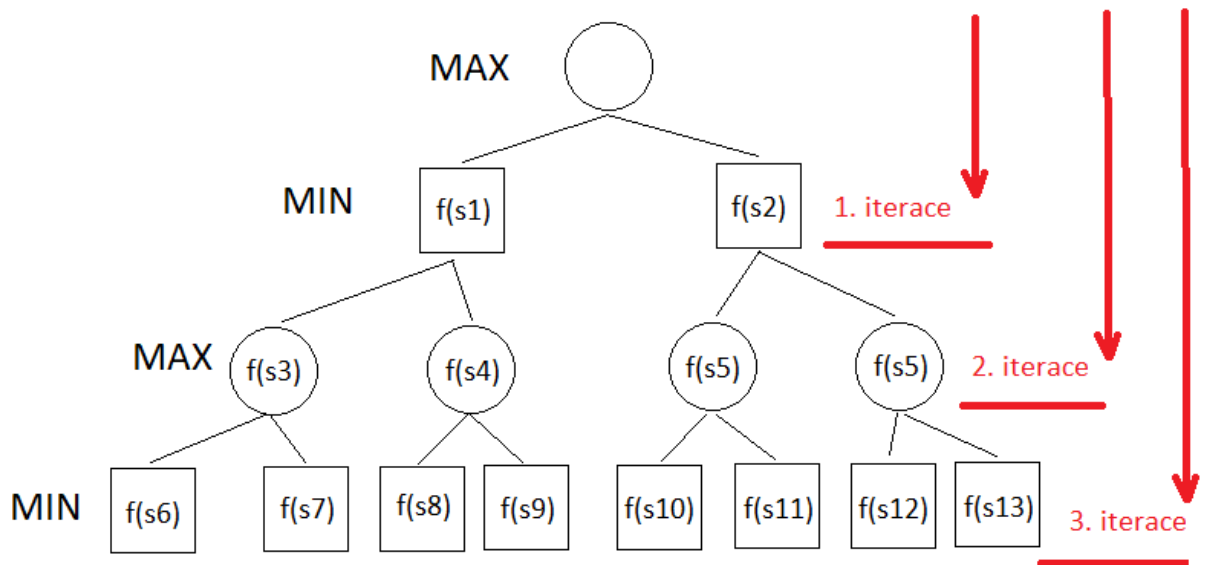 MAX
MIN
f(s1)
f(s2)
1. iterace
MAX
f(s3)
f(s4)
f(s5)
f(s5)
2. iterace
MIN
f(s6)
f(s7)
f(s8)
f(s9)
f(s10)
f(s11)
f(s12)
f(s13)
3. iterace